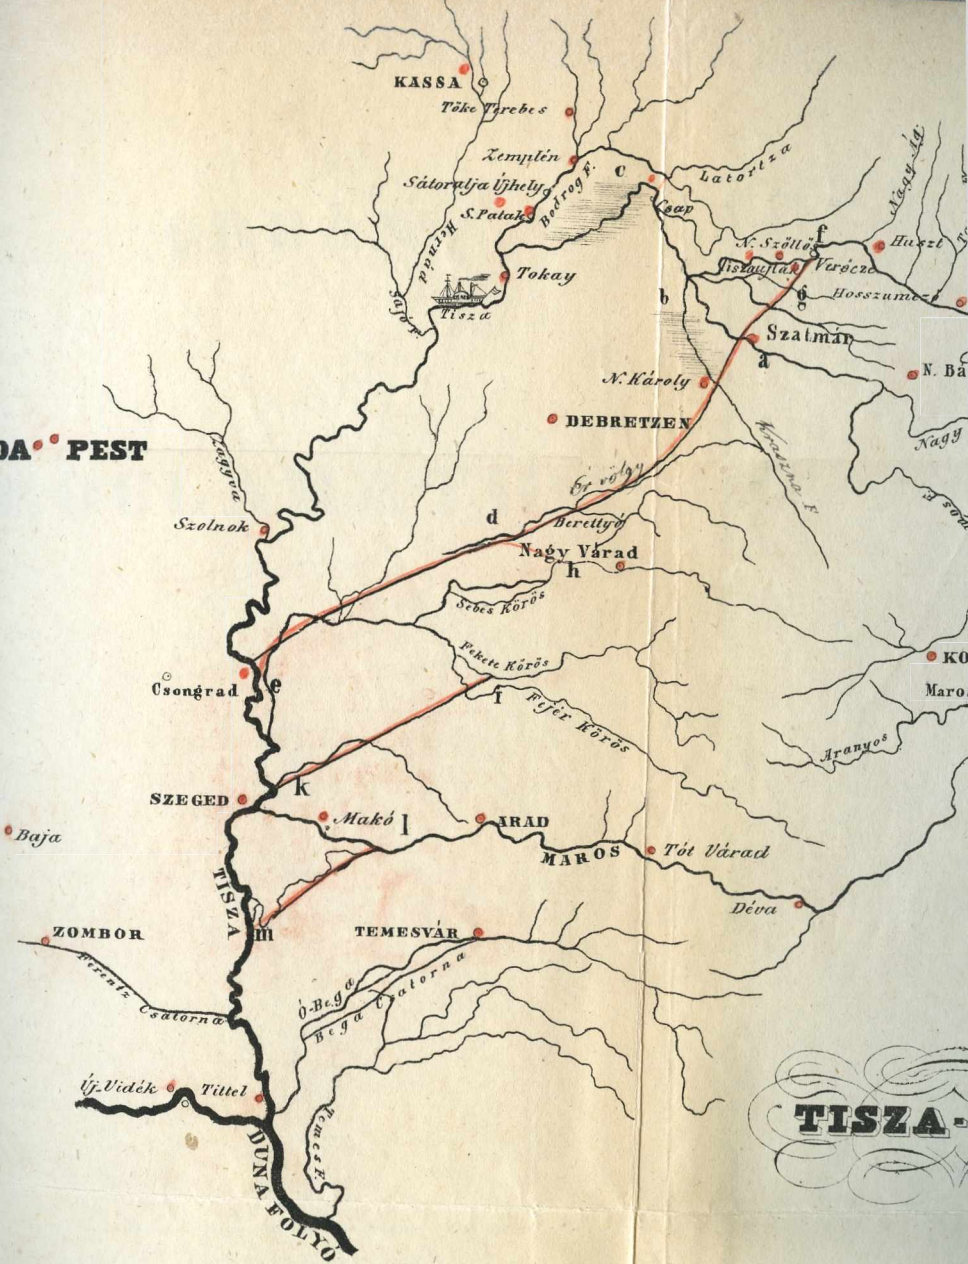 KASSA
Tőke Terebes
Zemplén
Sátoralja Újhely
S. Patak
Bodrog F.
c
Latortza
Nagy Ág.
Csap
Hernád
N. Szőllős
f
Huszt
Tiszaujlak
Verőcze
Tokay
Hosszumező
g
b
Sajó F.
Tisza
Szatmár
a
N. Károly
N. Bá
DEBRETZEN
DA PEST
Nagy
Zagyva
Kraszna F
Ér völgy
Szolnok
d
Berettyó
Nagy Várad
h
Sebes Körös
Fekete Körös
KO
Csongrad
e
i
Maro
Fejér Körös
Aranyos
k
SZEGED
Makó
l
ARAD
Baja
MAROS
Tót Várad
TISZA
Déva
m
ZOMBOR
TEMESVÁR
Ferentz Csatorna
Ó-Bega
Bega Csatorna
Új-Vidék
Tittel
TISZA-
Temes F.
DUNA FOLYÓ